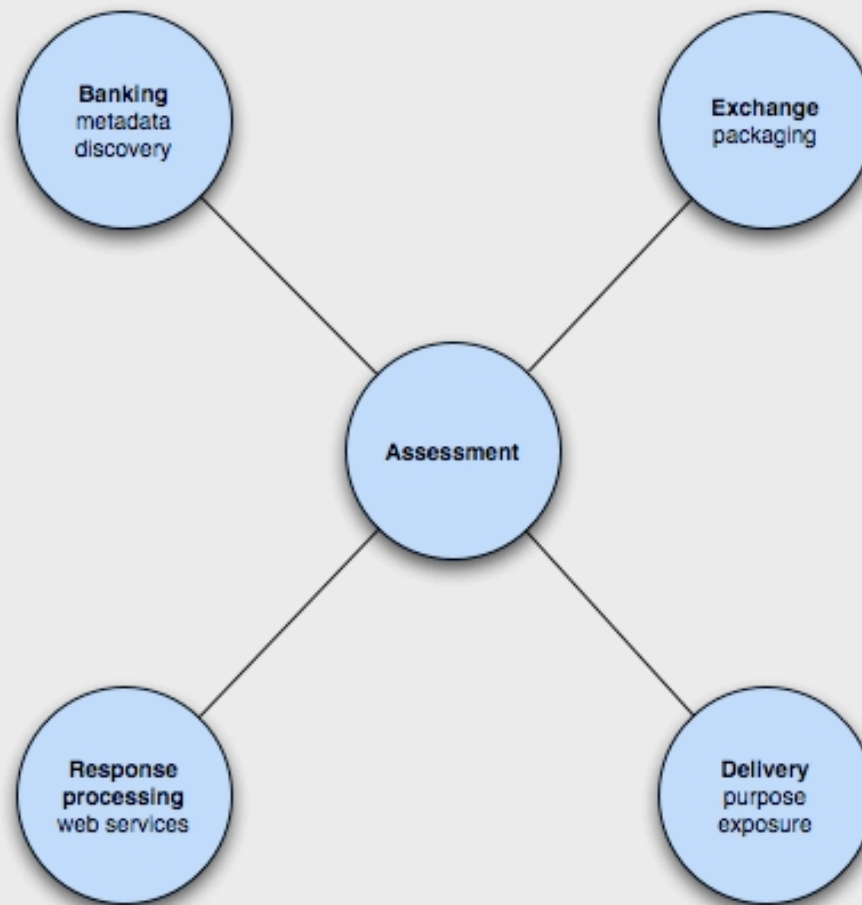 Banking
metadata
discovery
Exchange
packaging
Assessment
Response
processing
web services
Delivery
purpose
exposure